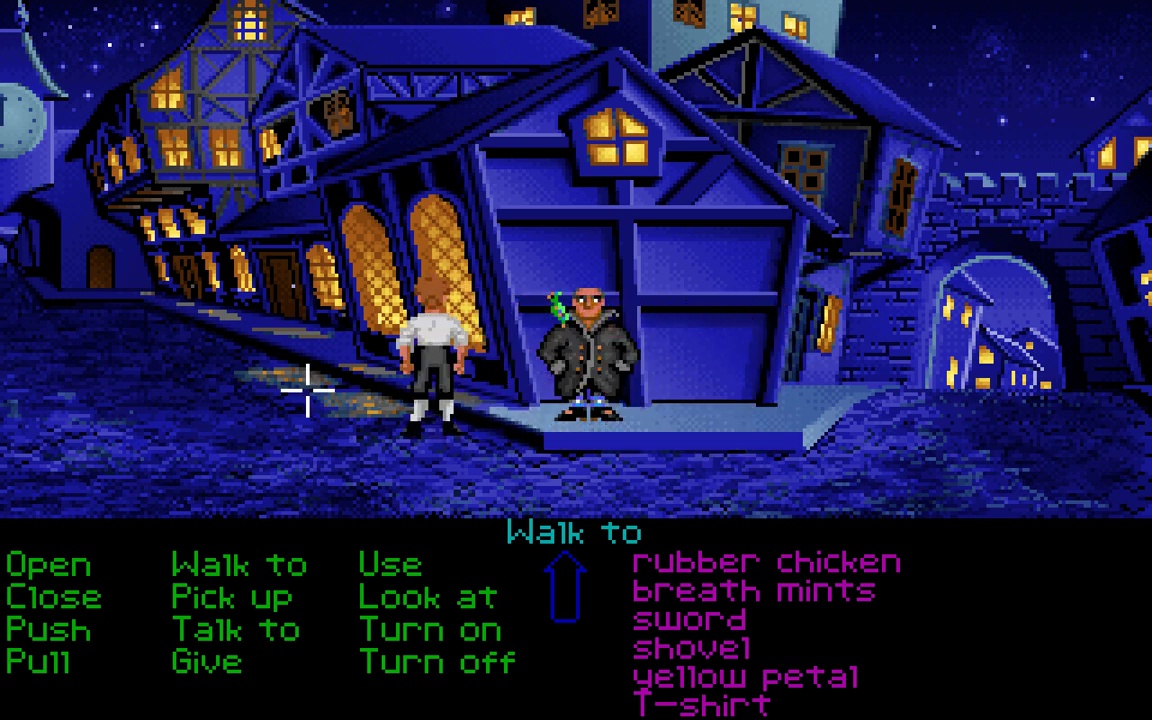 Walk to
Open Walk to Use
Close Pick up Look at
Push Talk to Turn on
Pull Give Turn off
rubber chicken
breath mints
sword
shovel
yellow petal
T-shirt